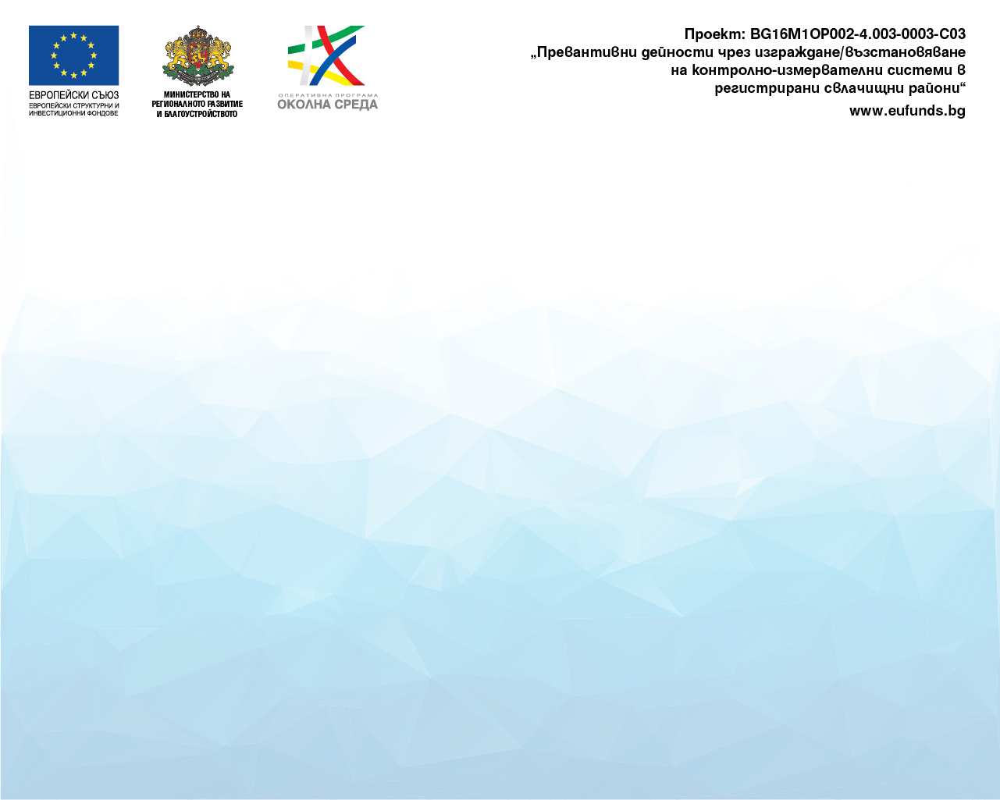 ЕВРОПЕЙСКИ СЪЮЗ
ЕВРОПЕЙСКИ СТРУКТУРНИ И
ИНВЕСТИЦИОННИ ФОНДОВЕ
МИНИСТЕРСТВО НА
РЕГИОНАЛНОТО РАЗВИТИЕ
И БЛАГОУСТРОЙСТВОТО
ОПЕРАТИВНА ПРОГРАМА
ОКОЛНА СРЕДА
Проект: BG16M1OP002-4.003-0003-C03
„Превантивни дейности чрез изграждане/възстановяване
на контролно-измервателни системи в
регистрирани свлачищни райони“
www.eufunds.bg